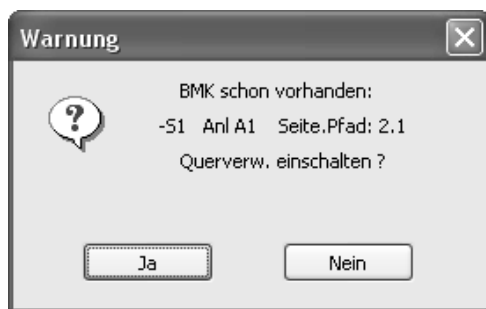 Warnung
BMK schon vorhanden:
-S1 Anl A1 Seite.Pfad: 2.1
Querverw. einschalten ?
Ja Nein